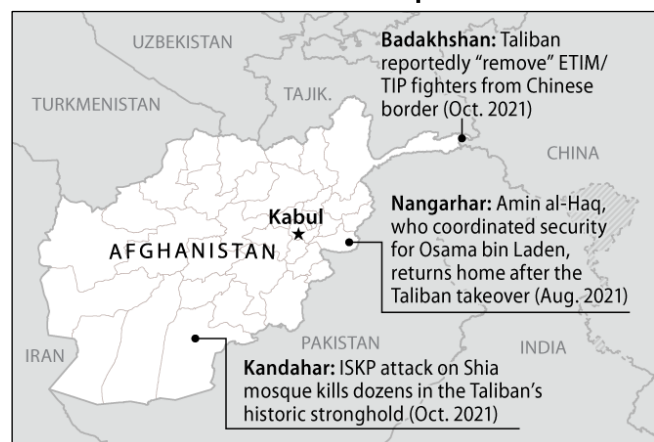 UZBEKISTAN
Badakhshan: Taliban
reportedly “remove” ETIM/
TIP fighters from Chinese
border (Oct. 2021)
TURKMENISTAN
TAJIK.
CHINA
Nangarhar: Amin al-Haq,
who coordinated security
for Osama bin Laden,
returns home after the
Taliban takeover (Aug. 2021)
Kabul
AFGHANISTAN
IRAN
PAKISTAN
INDIA
Kandahar: ISKP attack on Shia
mosque kills dozens in the Taliban’s
historic stronghold (Oct. 2021)